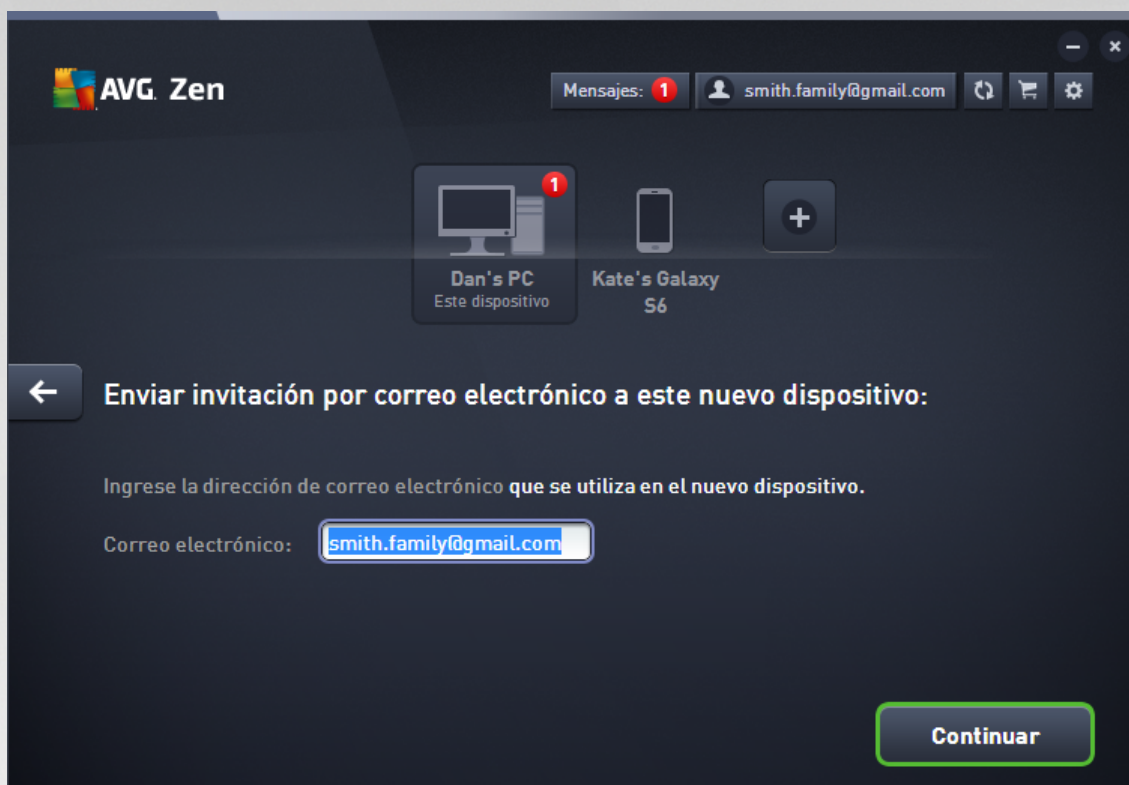 AVG. Zen
Mensajes: 1
smith.family@gmail.com
1
Dan's PC
Este dispositivo
Kate's Galaxy
S6
Enviar invitación por correo electrónico a este nuevo dispositivo:
Ingrese la dirección de correo electrónico que se utiliza en el nuevo dispositivo.
Correo electrónico: smith.family@gmail.com
Continuar